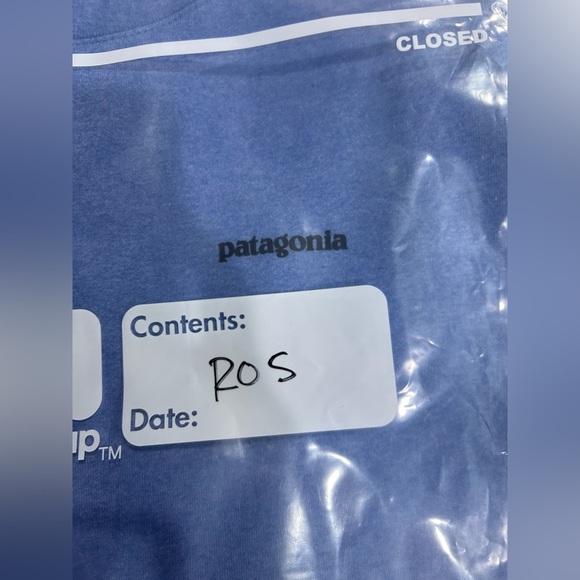 CLOSED
patagonia
Contents:
ROS
Date:
up™